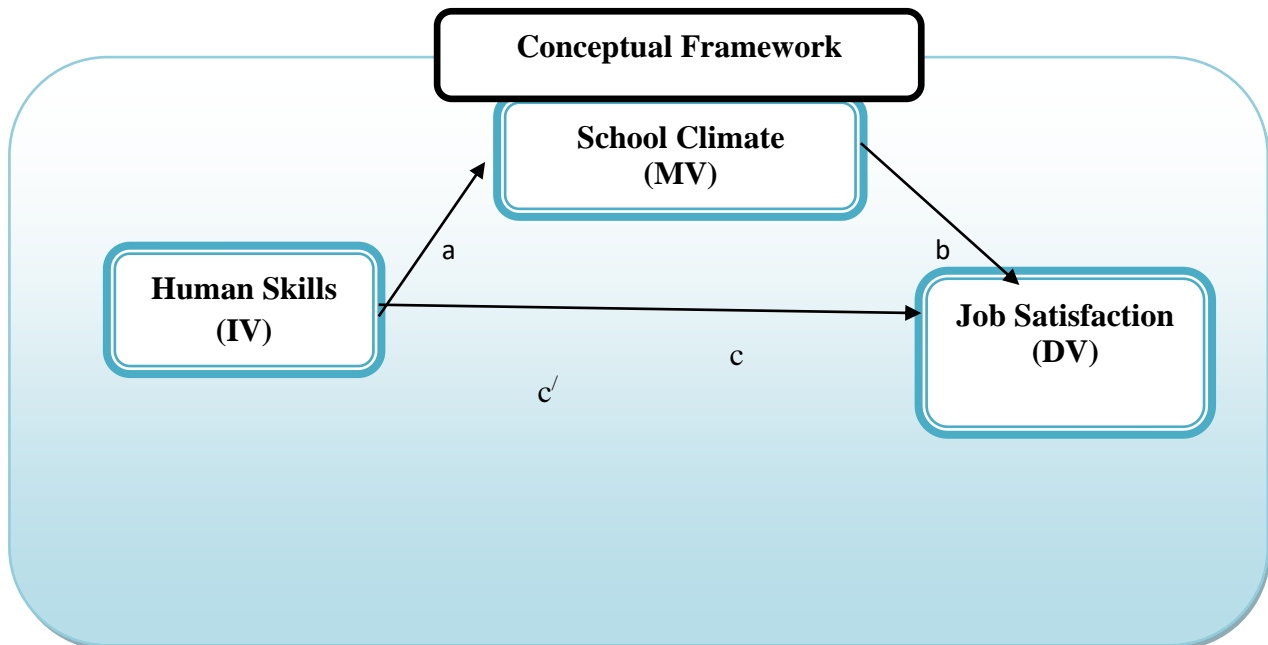 Conceptual Framework
School Climate
(MV)
a
b
Human Skills
(IV)
Job Satisfaction
(DV)
c
c/